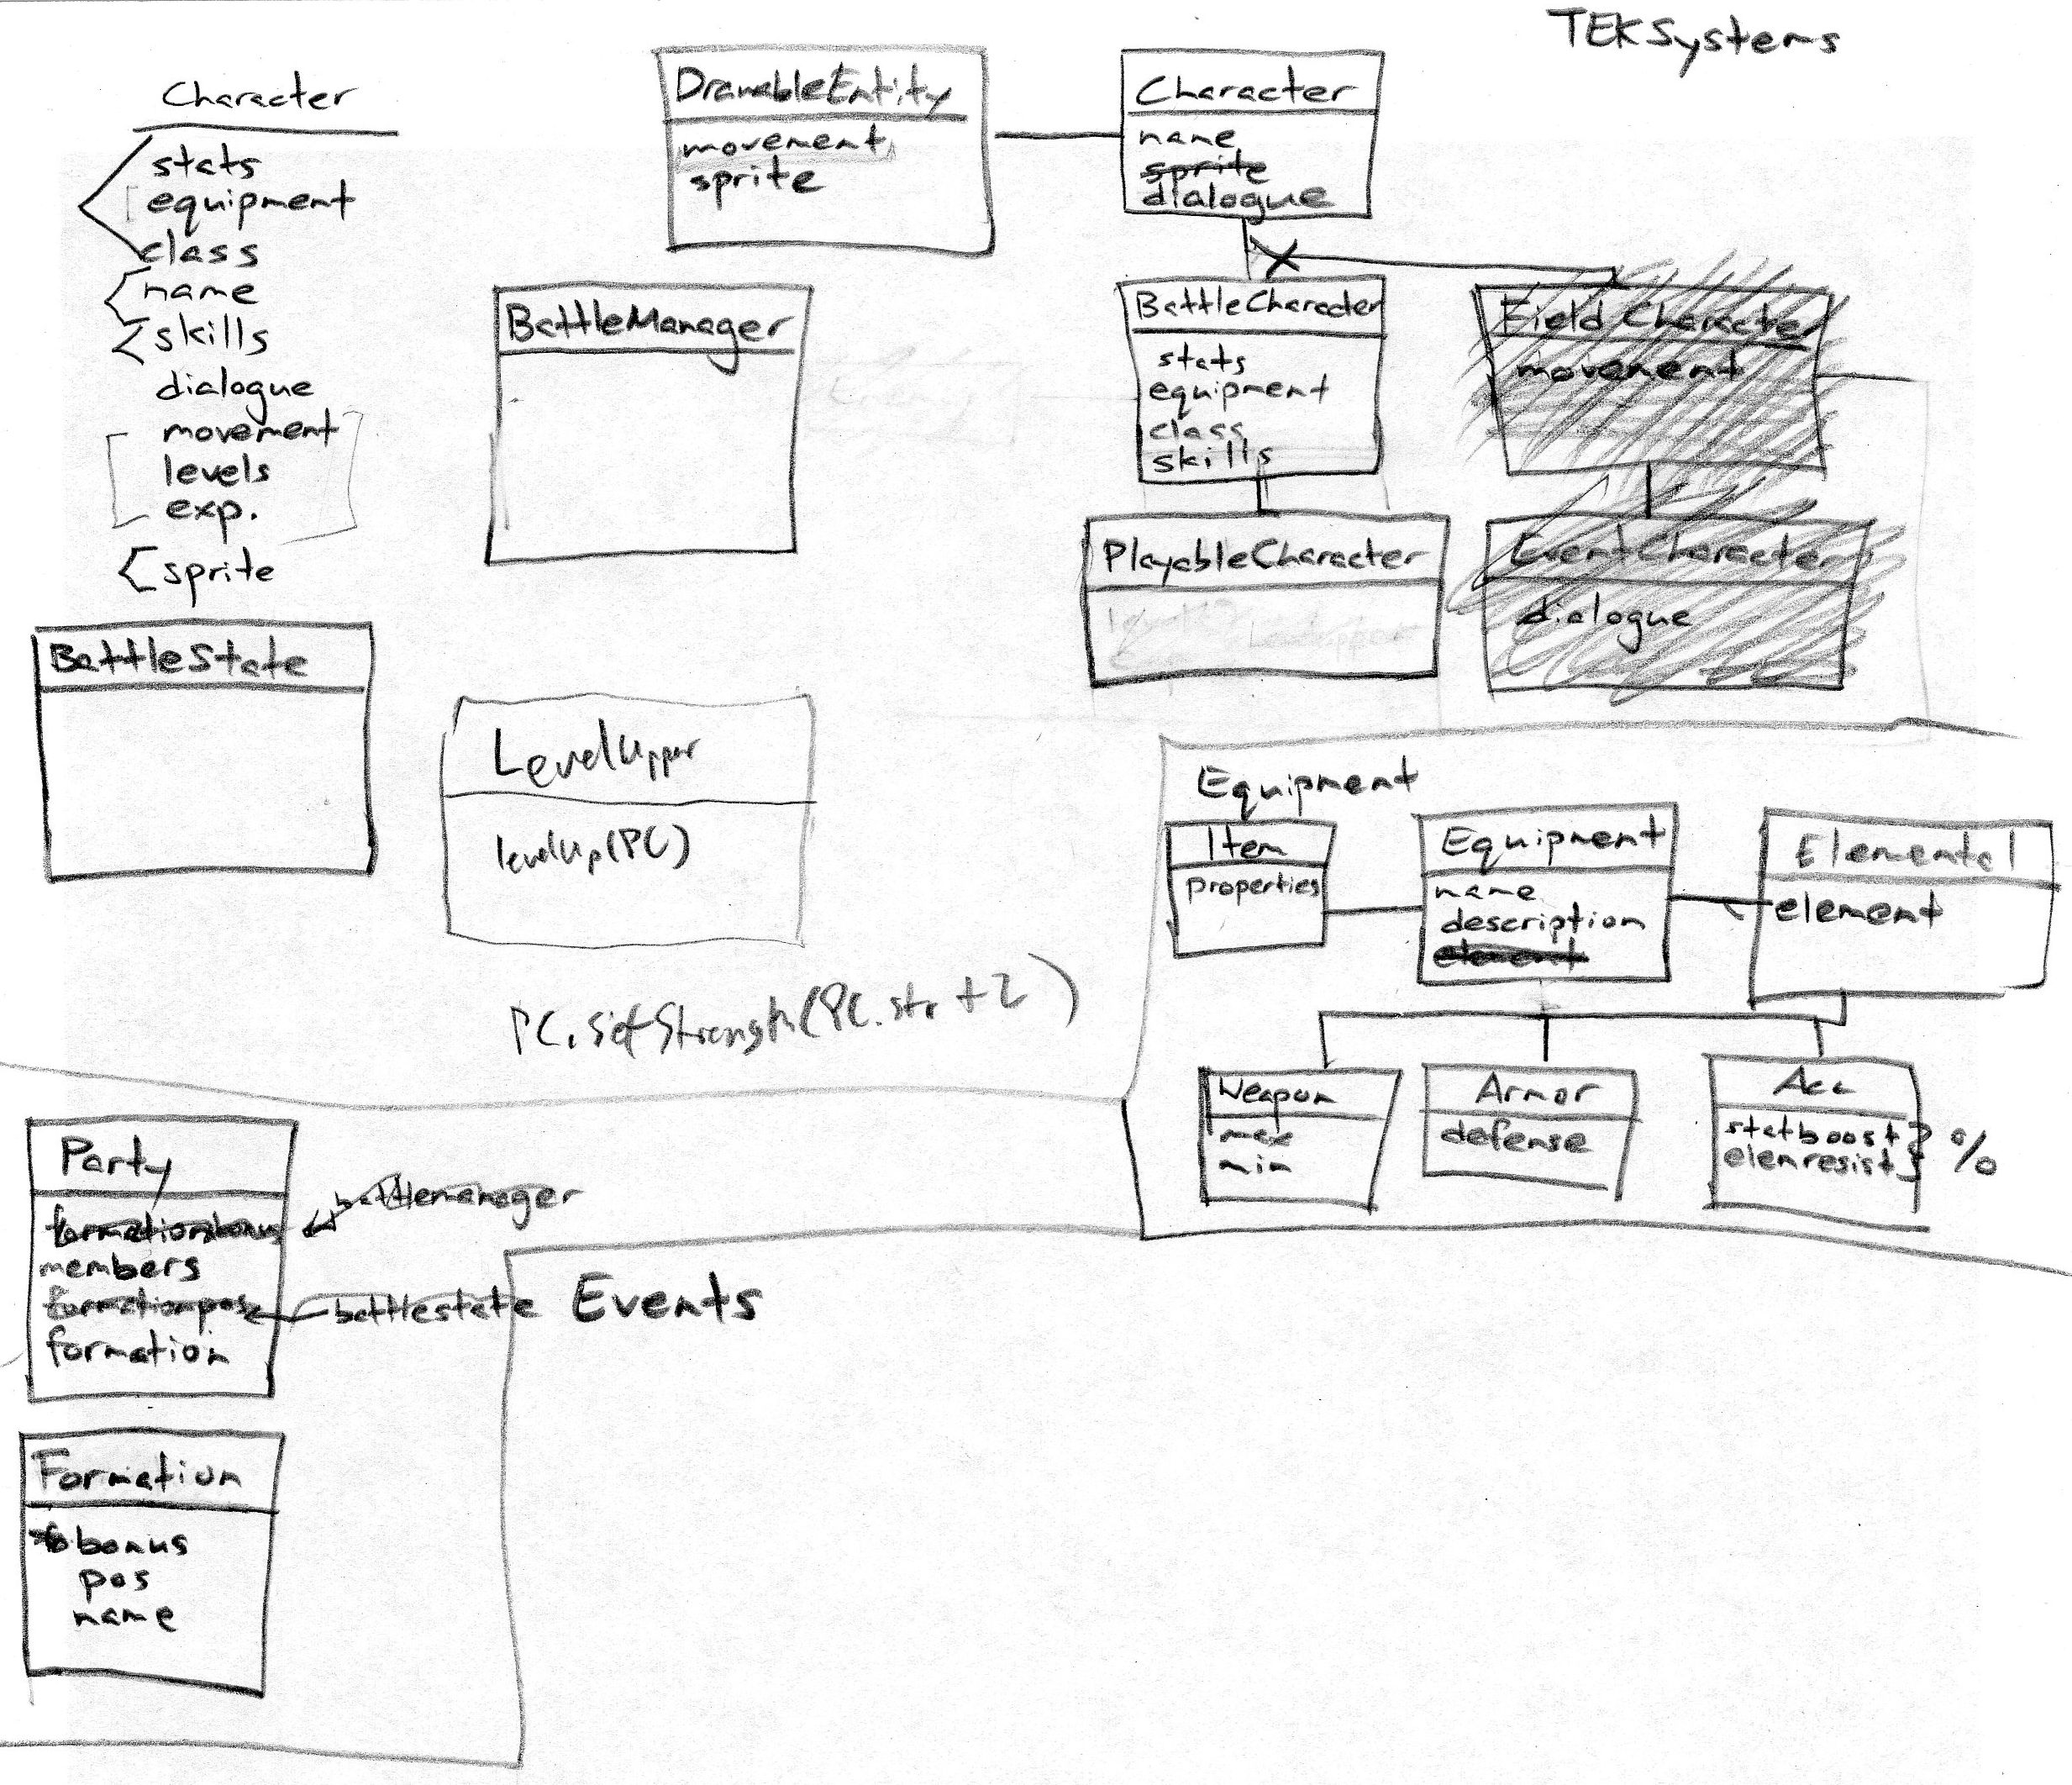 TEKSystems
Character
stats
equipment
class
name
skills
dialogue
movement
levels
exp.
sprite
DrawableEntity
movement
sprite
Character
name
sprite
dialogue
BattleManager
BattleCharacter
stats
equipment
class
skills
Field Character
movement
PlayableCharacter
EventCharacter
dialogue
BattleState
LevelUpper
levelUp(PC)
PC.setStrength(PC.str + 2)
Equipment
Item
properties
Equipment
name
description
element
Elemental
element
Weapon
max
min
Armor
defense
Acc
statboost
elemresist
%
Party
formationbonus
battlemanager
members
formationpos
battlestate
formation
Events
Formation
bonus
pos
name